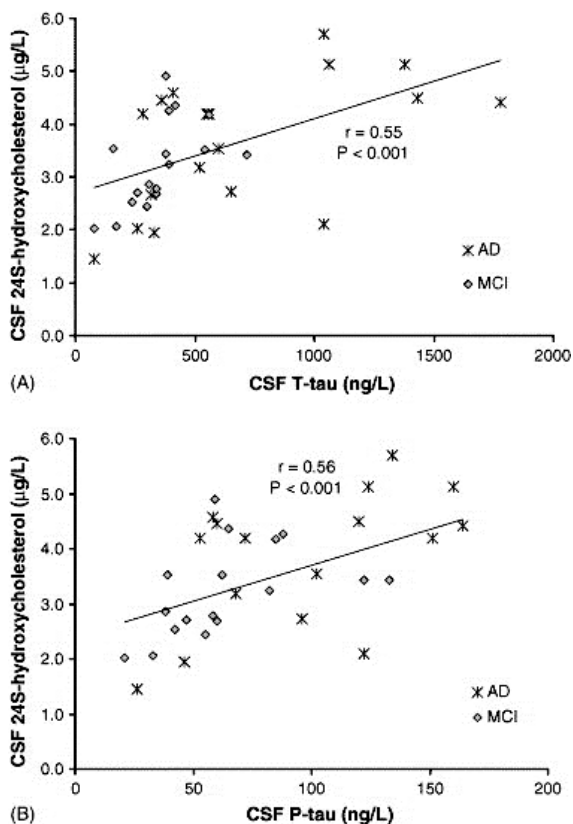 6.0
5.0
4.0
3.0
2.0
1.0
0.0
CSF 24S-hydroxycholesterol (µg/L)
r = 0.55
P < 0.001
AD
MCI
0
500
1000
1500
2000
(A)
CSF T-tau (ng/L)
6.0
5.0
4.0
3.0
2.0
1.0
0.0
CSF 24S-hydroxycholesterol (µg/L)
r = 0.56
P < 0.001
AD
MCI
0
50
100
150
200
(B)
CSF P-tau (ng/L)